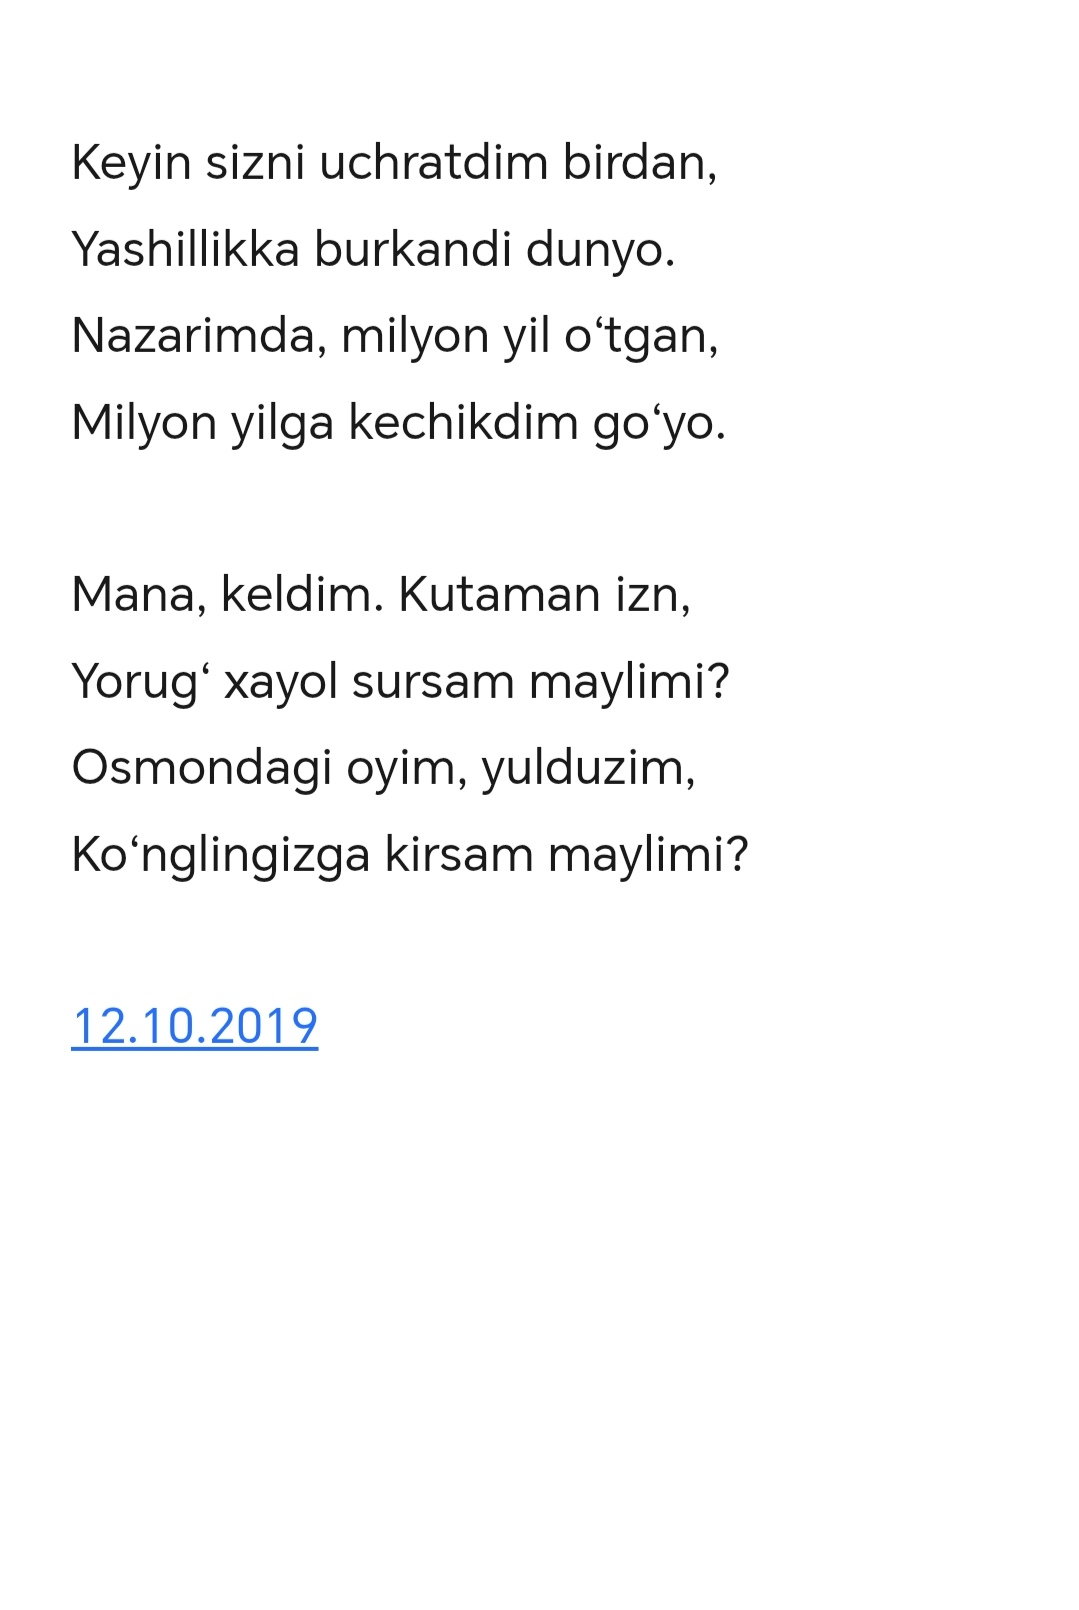 Keyin sizni uchratdim birdan,
Yashillikka burkandi dunyo.
Nazarimda, milyon yil o‘tgan,
Milyon yilga kechikdim go‘yo.

Mana, keldim. Kutaman izn,
Yorug‘ xayol sursam maylimi?
Osmondagi oyim, yulduzim,
Ko‘nglingizga kirsam maylimi?

12.10.2019